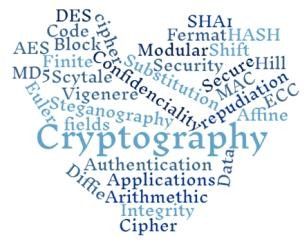 DES
SHA1
Code
cipher
Fermat
HASH
AES
Block
Modular
Shift
Finite
Confidenciality
Substitution
Security
Secure
Hill
MD5
Scytale
MAC
Vigenere
repudiation
ECC
Euler
Steganography
Affine
fields
Cryptography
Authentication
Data
Diffie
Applications
Arithmethic
Integrity
Cipher